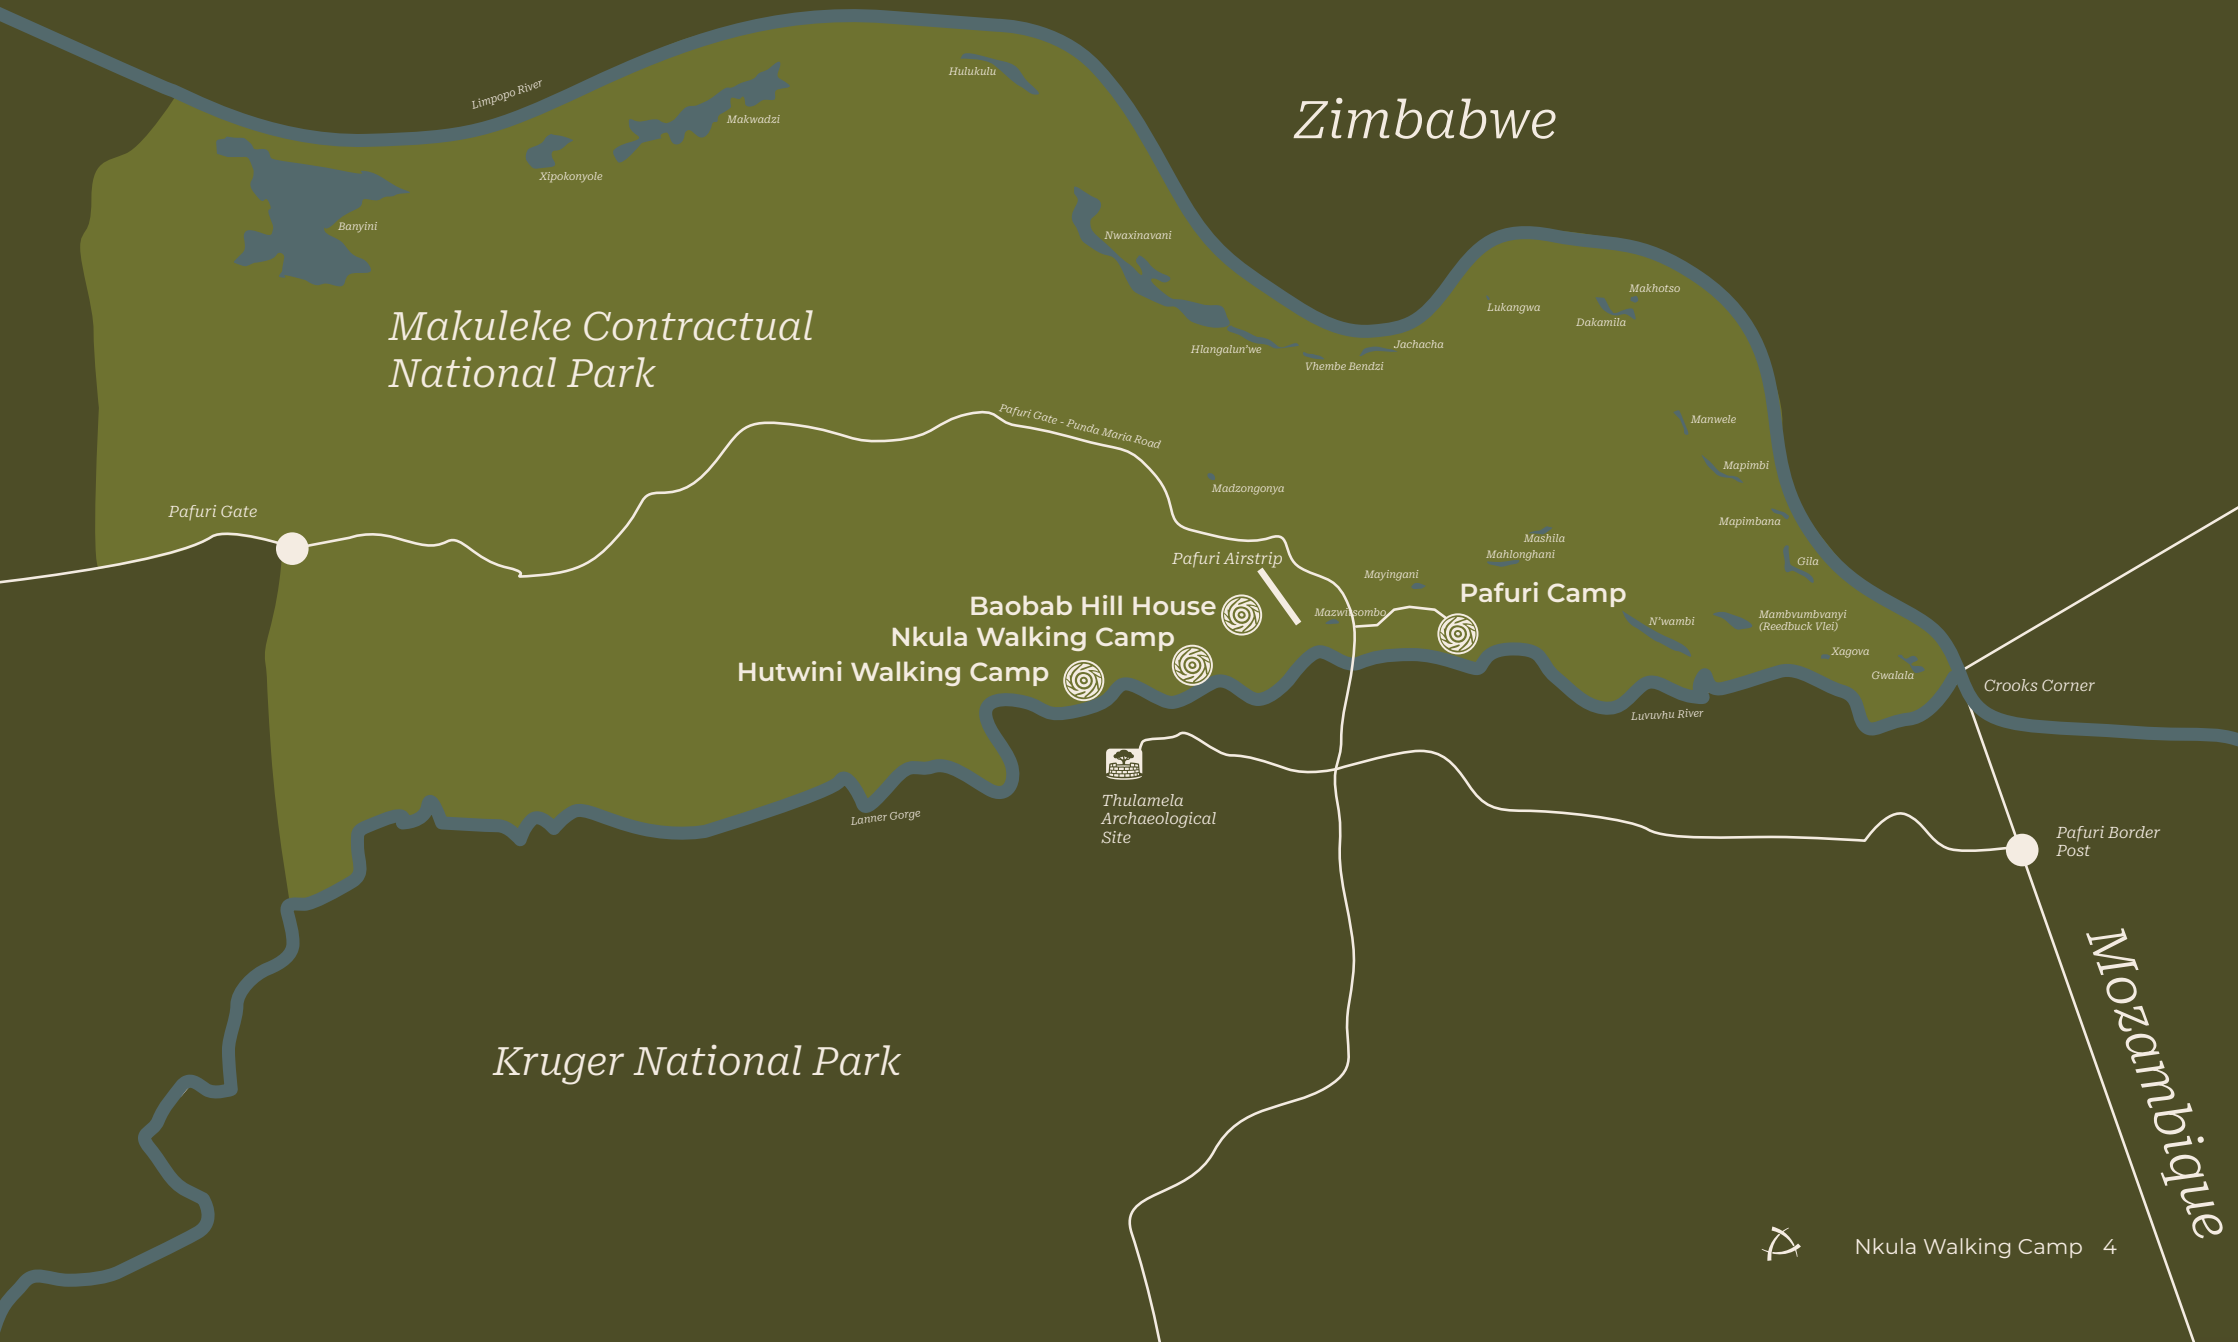 Limpopo River
Hulukulu
Makwadzi
Xipokonyole
Banyini
Zimbabwe
Nwaxinavani
Makhotso
Lukangwa
Dakamila
Makuleke Contractual
National Park
Hlangalun'we
Jachacha
Vhembe Bendzi
Pafuri Gate - Punda Maria Road
Manwele
Mapimbi
Madzongonya
Pafuri Gate
Mapimbana
Mashila
Mahlonghani
Pafuri Airstrip
Gila
Mayingani
Pafuri Camp
Baobab Hill House
Mazwitsombo
N'wambi
Mambvumbvanyi
(Reedbuck Vlei)
Nkula Walking Camp
Xagova
Hutwini Walking Camp
Gwalala
Crooks Corner
Luvuvhu River
Thulamela
Archaeological
Site
Lanner Gorge
Pafuri Border
Post
Mozambique
Kruger National Park
Nkula Walking Camp 4